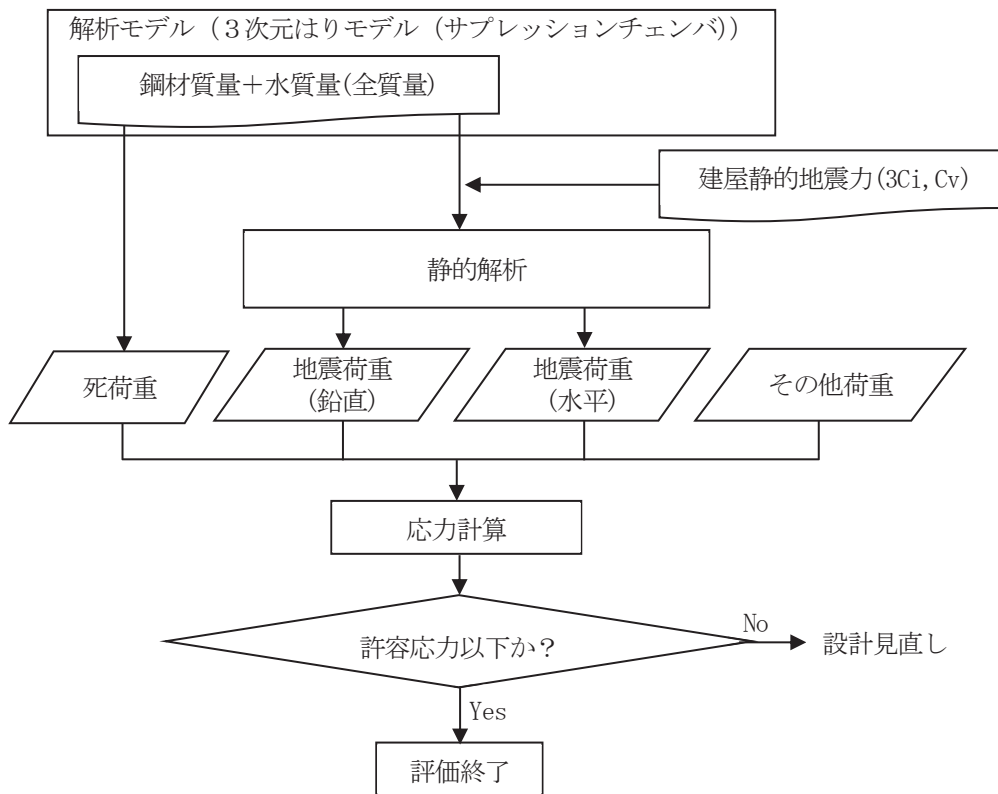 解析モデル（３次元はりモデル（サプレッションチェンバ））
鋼材質量＋水質量(全質量)
建屋静的地震力(3Ci,Cv)
静的解析
死荷重
地震荷重
(鉛直)
地震荷重
(水平)
その他荷重
応力計算
許容応力以下か？
No
設計見直し
Yes
評価終了